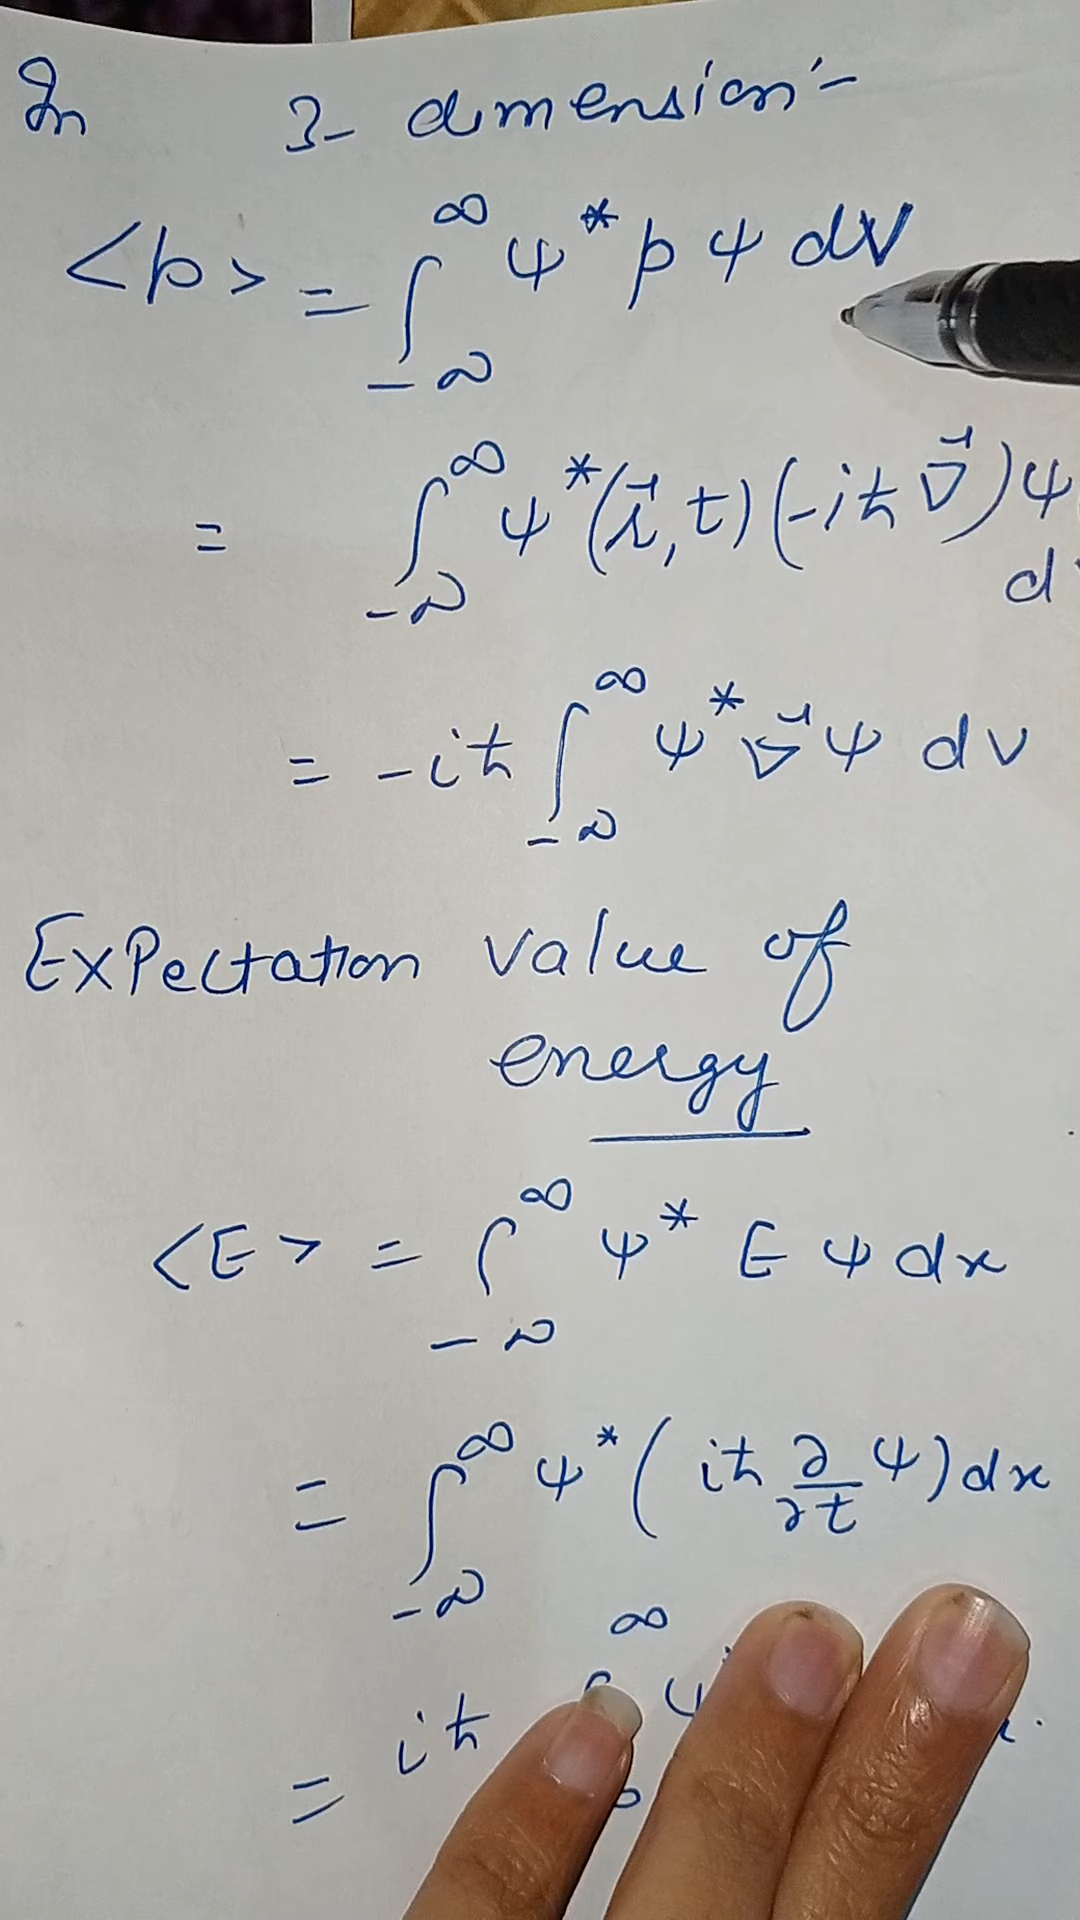 In 3- dimension:-
<p> = ∫_{-∞}^{∞} ψ* p ψ dV
= ∫_{-∞}^{∞} ψ*(r⃗,t)(-iħ ∇⃗)ψ d
= -iħ ∫_{-∞}^{∞} ψ* ∇⃗ ψ dv
ExPectation value of
energy
<E> = ∫_{-∞}^{∞} ψ* E ψ dx
= ∫_{-∞}^{∞} ψ* ( iħ ∂/∂t ψ) dx
= iħ ∫^{∞} ψ